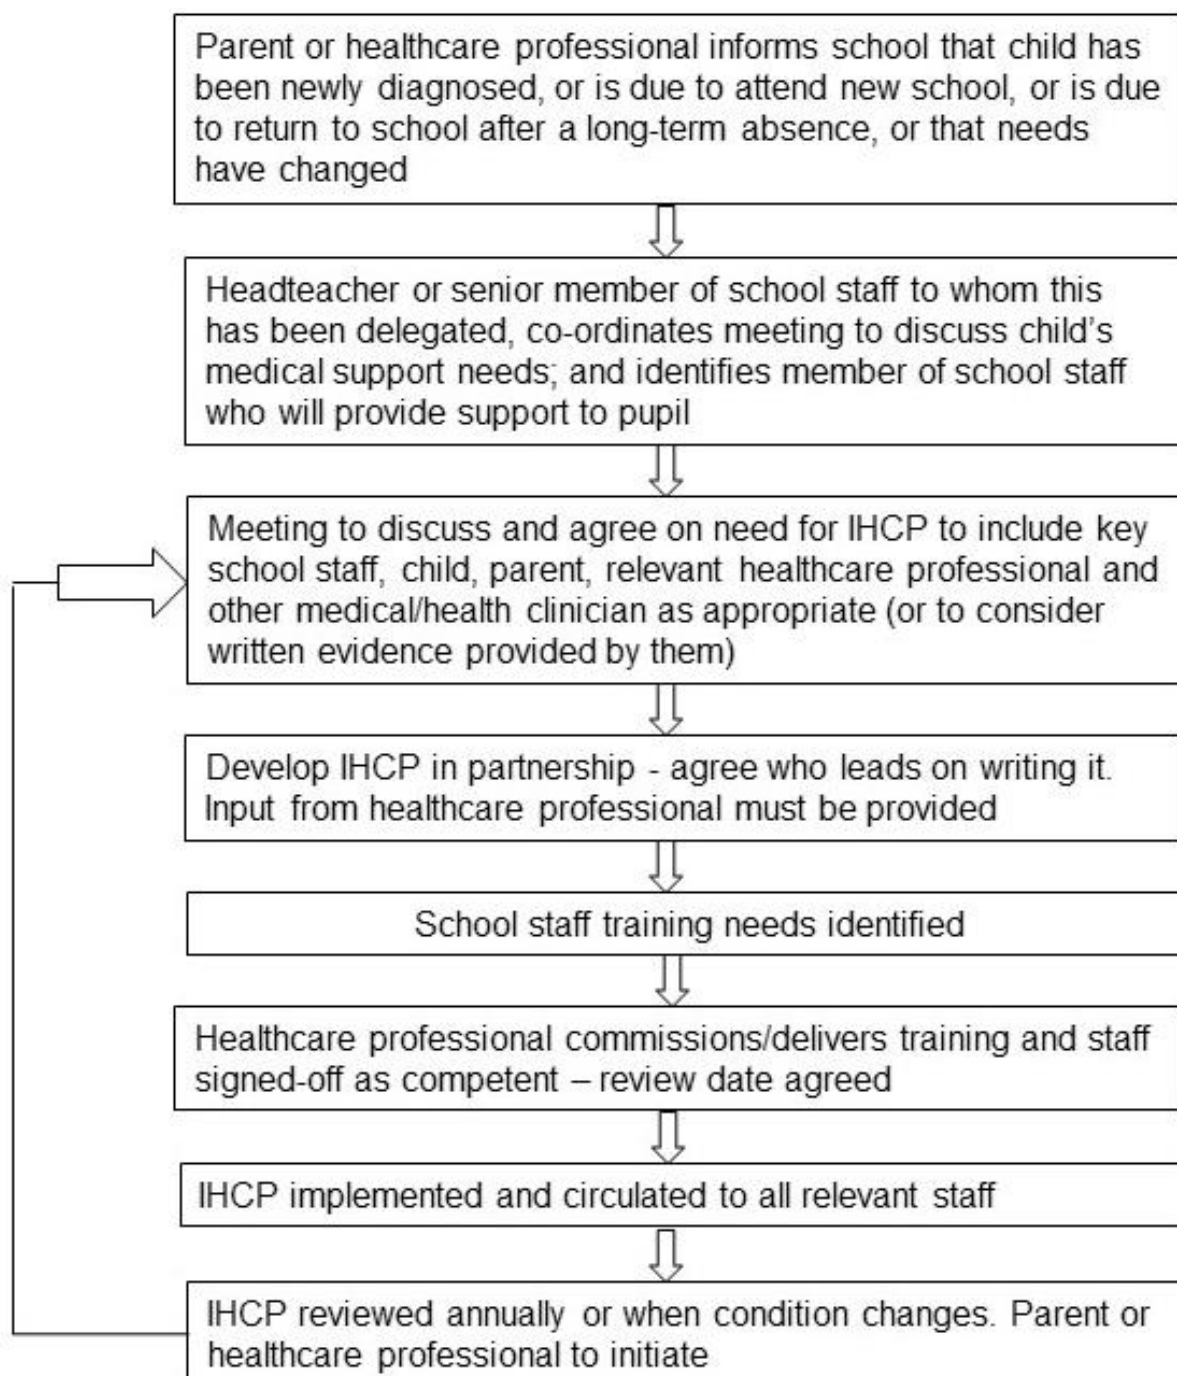 Parent or healthcare professional informs school that child has
been newly diagnosed, or is due to attend new school, or is due
to return to school after a long-term absence, or that needs
have changed
Headteacher or senior member of school staff to whom this
has been delegated, co-ordinates meeting to discuss child's
medical support needs; and identifies member of school staff
who will provide support to pupil
Meeting to discuss and agree on need for IHCP to include key
school staff, child, parent, relevant healthcare professional and
other medical/health clinician as appropriate (or to consider
written evidence provided by them)
Develop IHCP in partnership - agree who leads on writing it.
Input from healthcare professional must be provided
School staff training needs identified
Healthcare professional commissions/delivers training and staff
signed-off as competent – review date agreed
IHCP implemented and circulated to all relevant staff
IHCP reviewed annually or when condition changes. Parent or
healthcare professional to initiate